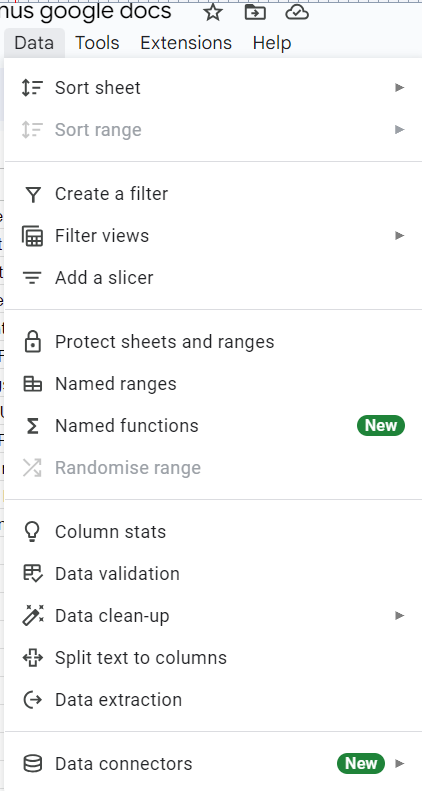 nus google docs
Data Tools Extensions Help
Sort sheet
Sort range
Create a filter
Filter views
Add a slicer
Protect sheets and ranges
Named ranges
Named functions New
Randomise range
Column stats
Data validation
Data clean-up
Split text to columns
Data extraction
Data connectors New